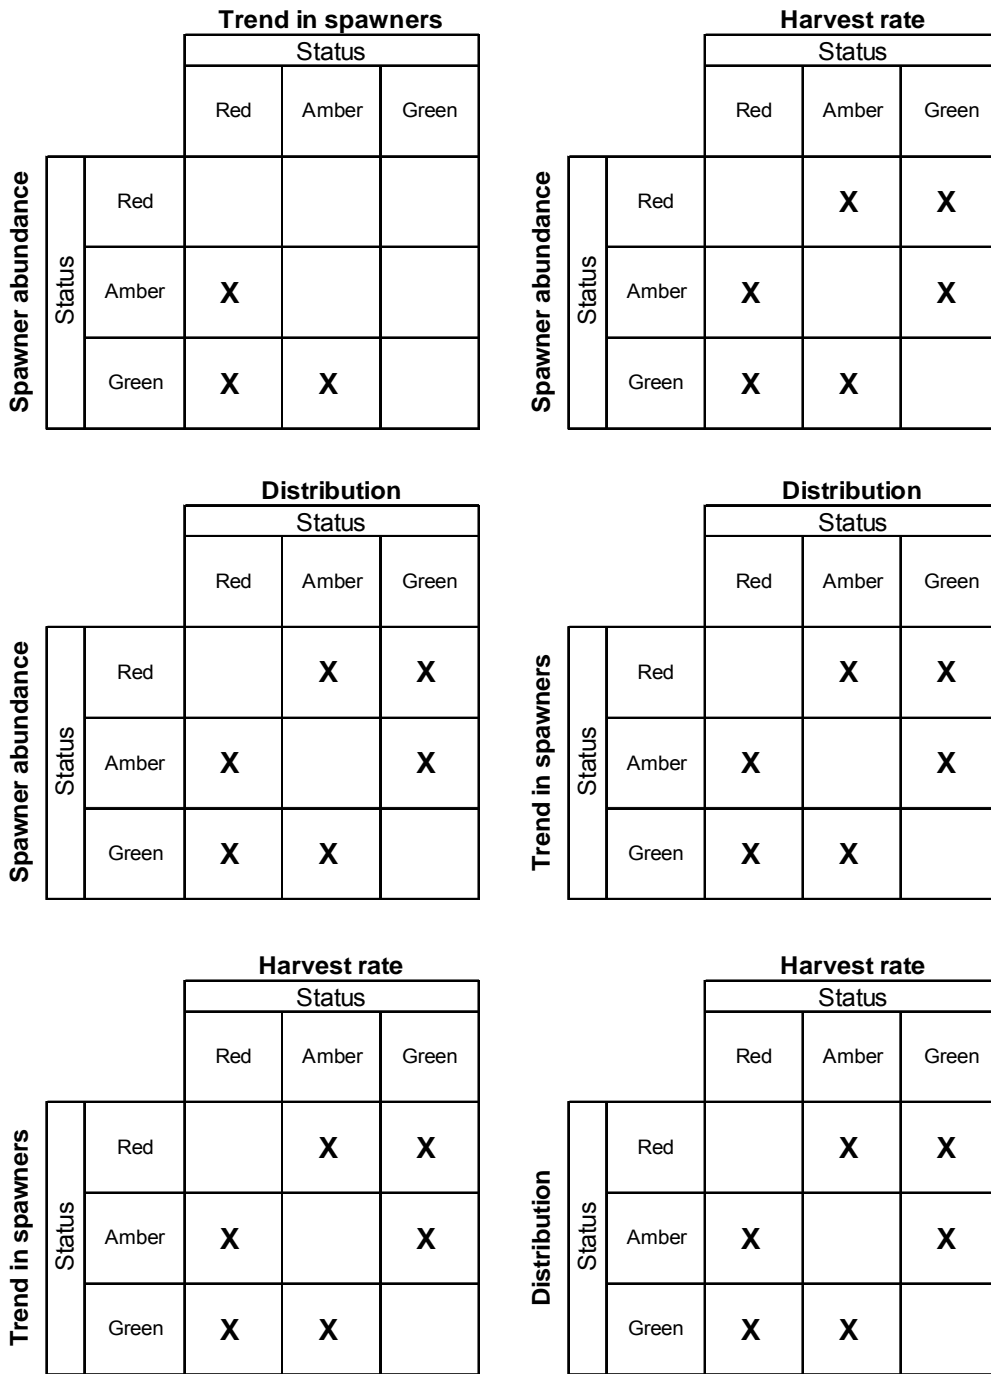 Trend in spawners
Status
Red Amber Green
Spawner abundance
Status
Red
Amber X
Green X X
Harvest rate
Status
Red Amber Green
Spawner abundance
Status
Red X X
Amber X X
Green X X
Distribution
Status
Red Amber Green
Spawner abundance
Status
Red X X
Amber X X
Green X X
Distribution
Status
Red Amber Green
Trend in spawners
Status
Red X X
Amber X X
Green X X
Harvest rate
Status
Red Amber Green
Trend in spawners
Status
Red X X
Amber X X
Green X X
Harvest rate
Status
Red Amber Green
Distribution
Status
Red X X
Amber X X
Green X X